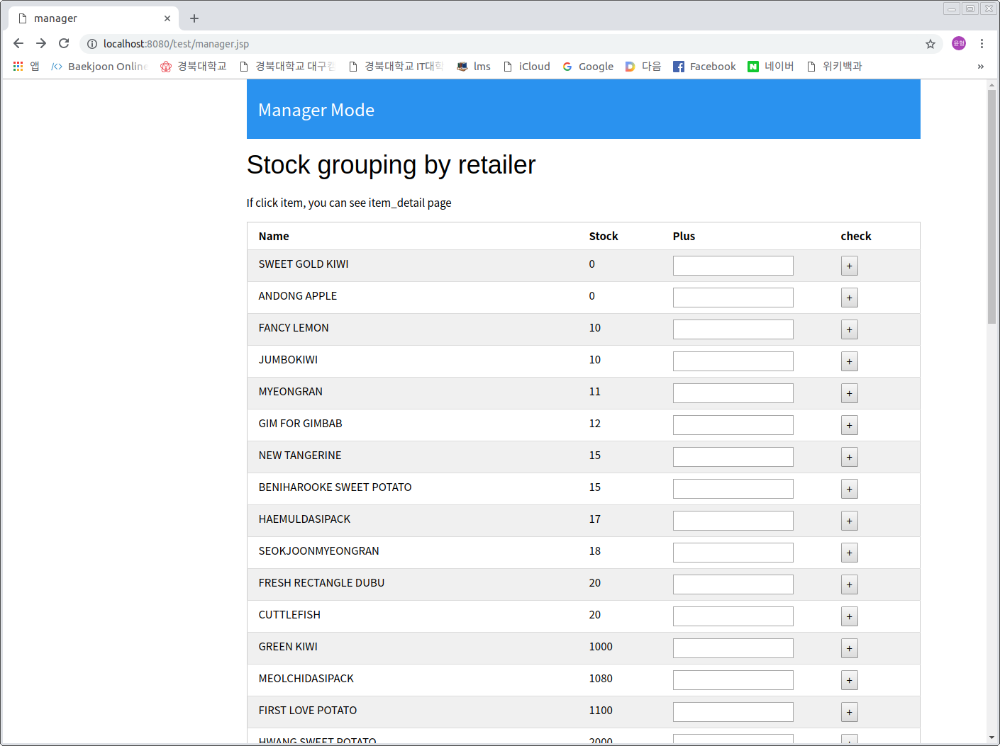 manager
localhost:8080/test/manager.jsp
윤형
앱 Baekjoon Online 경북대학교 경북대학교 대구캠 경북대학교 IT대학 lms iCloud Google 다음 Facebook 네이버 위키백과 »
Manager Mode
Stock grouping by retailer
If click item, you can see item_detail page
Name Stock Plus check
SWEET GOLD KIWI 0 +
ANDONG APPLE 0 +
FANCY LEMON 10 +
JUMBOKIWI 10 +
MYEONGRAN 11 +
GIM FOR GIMBAB 12 +
NEW TANGERINE 15 +
BENIHAROOKE SWEET POTATO 15 +
HAEMULDASIPACK 17 +
SEOKJOONMYEONGRAN 18 +
FRESH RECTANGLE DUBU 20 +
CUTTLEFISH 20 +
GREEN KIWI 1000 +
MEOLCHIDASIPACK 1080 +
FIRST LOVE POTATO 1100 +
HWANG SWEET POTATO 2000 +